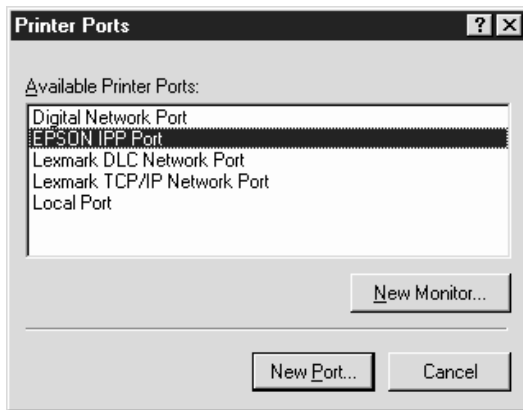 Printer Ports
Available Printer Ports:
Digital Network Port
EPSON IPP Port
Lexmark DLC Network Port
Lexmark TCP/IP Network Port
Local Port
New Monitor...
New Port...
Cancel